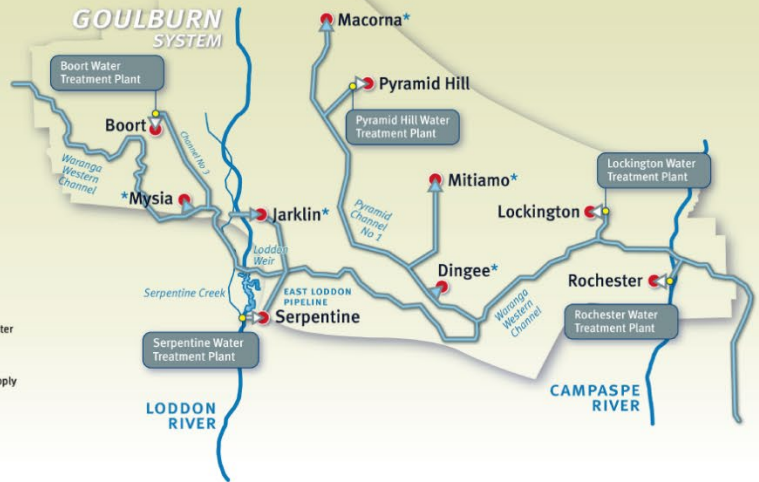 GOULBURN
SYSTEM
Macorna*
Boort Water
Treatment Plant
Pyramid Hill
Pyramid Hill Water
Treatment Plant
Boort
Channel No 3
Waranga
Western
Channel
Lockington Water
Treatment Plant
Mitiamo*
*Mysia
Jarklin*
Lockington
Pyramid
Channel
No 1
Loddon
Weir
Dingee*
Rochester
Serpentine Creek
EAST LODDON
PIPELINE
Waranga
Western
Channel
Serpentine
Rochester Water
Treatment Plant
ter
Serpentine Water
Treatment Plant
pply
CAMPASPE
RIVER
LODDON
RIVER